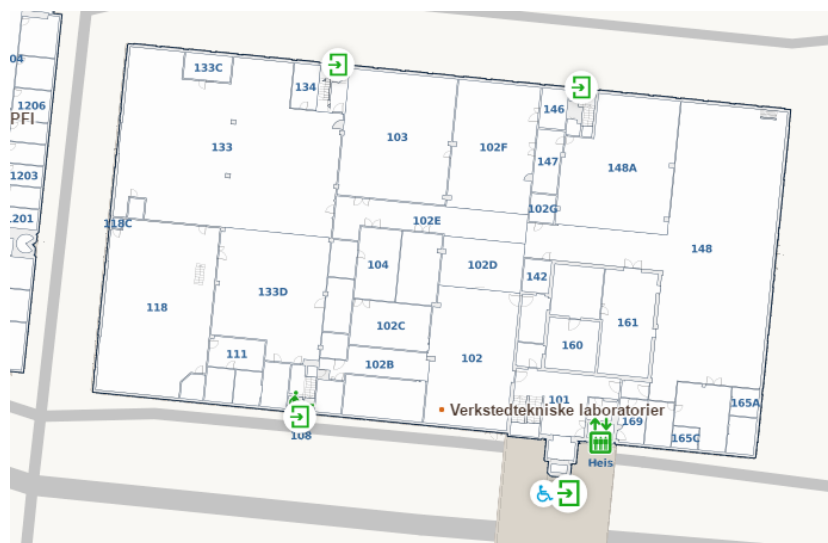 04
1206
PFI
1203
1201
133C
134
133
103
102F
146
147
148A
102G
118C
102E
104
102D
142
148
118
133D
161
102C
160
111
102B
102
101
Verkstedtekniske laboratorier
169
165A
165C
108
Heis